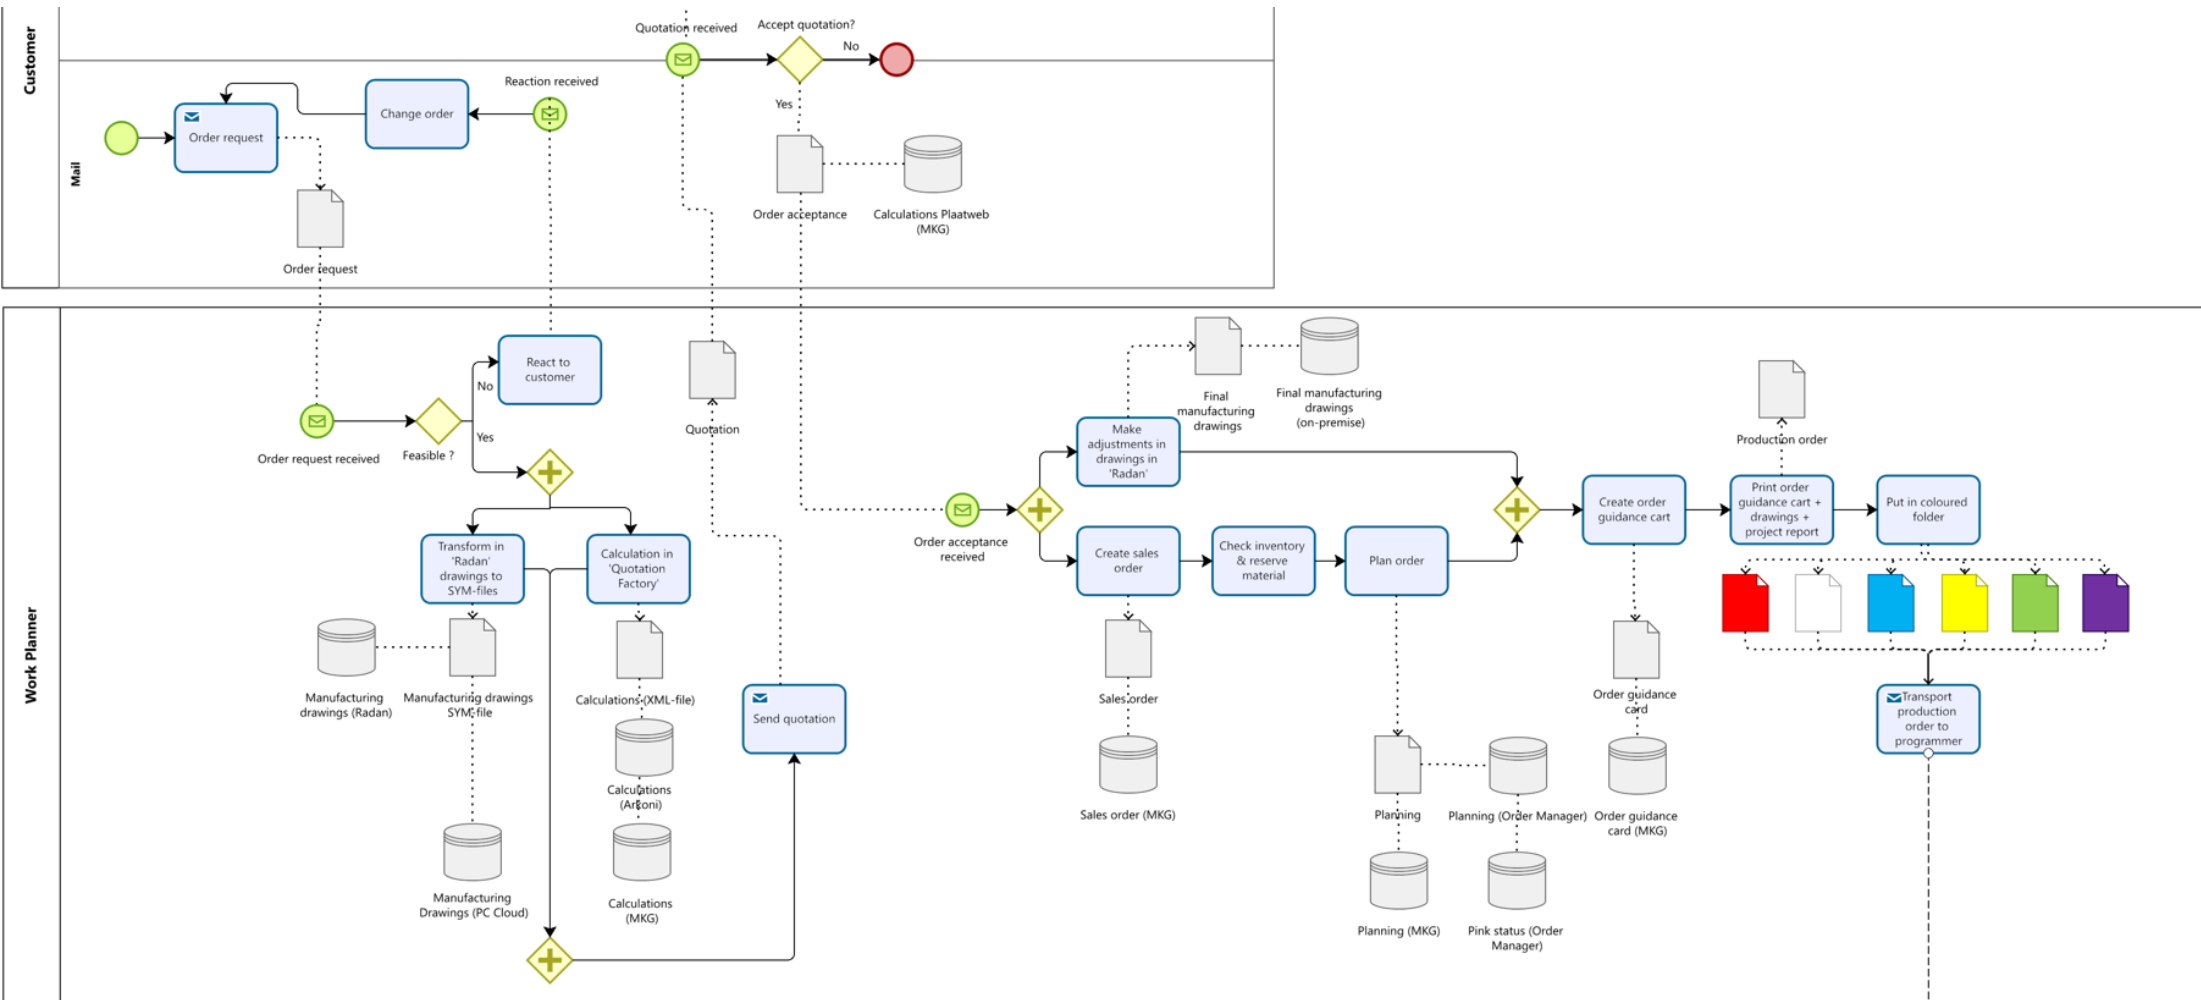 Customer
Mail
Quotation received
Accept quotation?
No
Yes
Reaction received
Change order
Order request
Order request
Order acceptance
Calculations Plaatweb
(MKG)
Work Planner
React to
customer
No
Yes
Order request received
Feasible ?
Quotation
Transform in
'Radan'
drawings to
SYM-files
Calculation in
'Quotation
Factory'
Manufacturing
drawings (Radan)
Manufacturing drawings
SYM-file
Calculations (XML-file)
Calculations
(Arkoni)
Manufacturing
Drawings (PC Cloud)
Calculations
(MKG)
Send quotation
Order acceptance
received
Make
adjustments in
drawings in
'Radan'
Final
manufacturing
drawings
Final manufacturing
drawings
(on-premise)
Create sales
order
Check inventory
& reserve
material
Plan order
Sales order
Sales order (MKG)
Planning
Planning (Order Manager)
Planning (MKG)
Pink status (Order
Manager)
Create order
guidance cart
Print order
guidance cart +
drawings +
project report
Put in coloured
folder
Production order
Order guidance
card
Order guidance
card (MKG)
Transport
production
order to
programmer